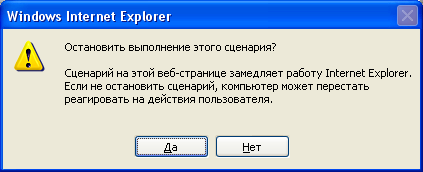 Windows Internet Explorer
Остановить выполнение этого сценария?
Сценарий на этой веб-странице замедляет работу Internet Explorer.
Если не остановить сценарий, компьютер может перестать
реагировать на действия пользователя.
Да
Нет